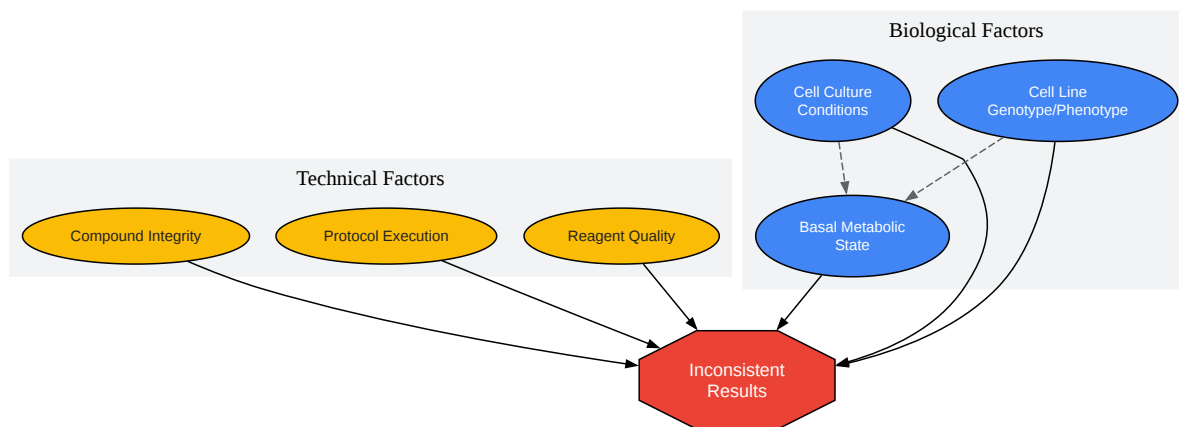 Biological Factors
Cell Culture
Conditions
Cell Line
Genotype/Phenotype
Technical Factors
Compound Integrity
Protocol Execution
Reagent Quality
Basal Metabolic
State
Inconsistent
Results